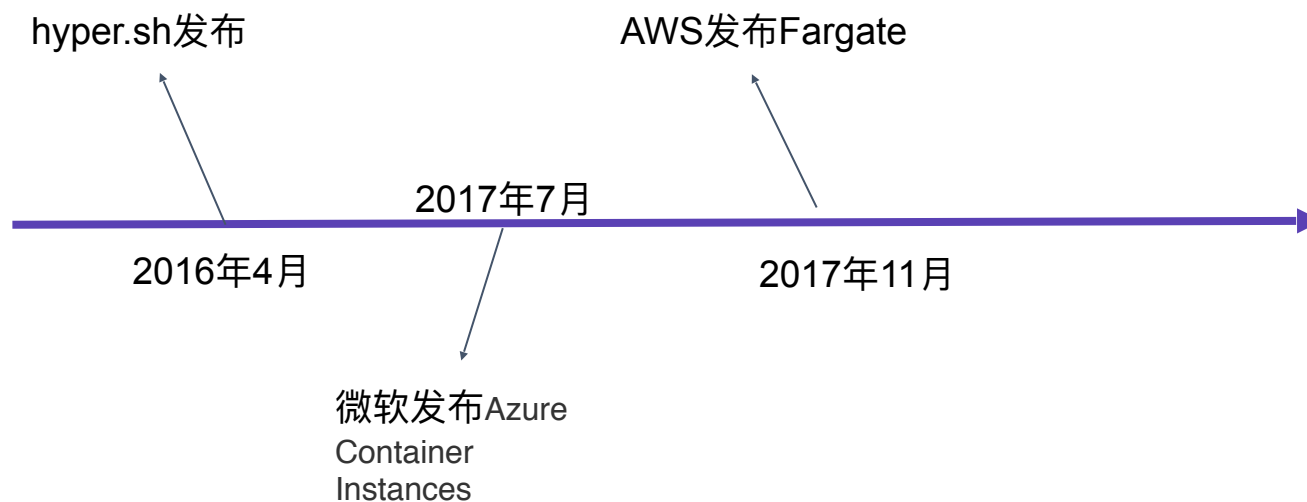 hyper.sh发布
AWS发布Fargate
2017年7月
2016年4月
2017年11月
微软发布Azure
Container
Instances